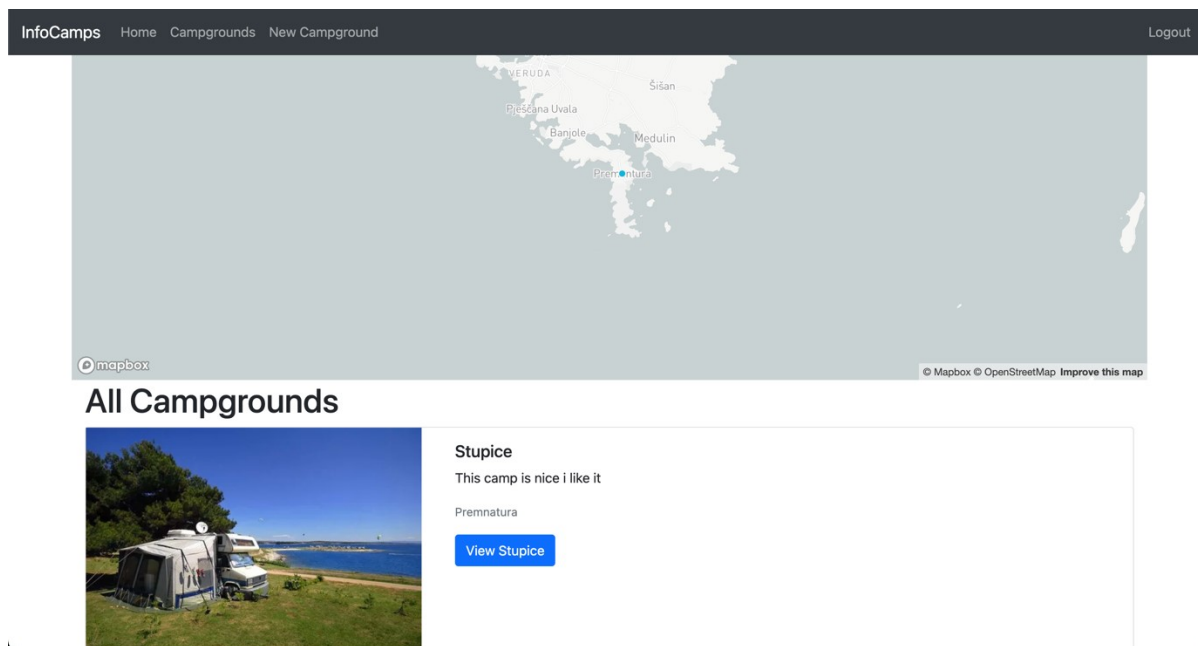 InfoCamps Home Campgrounds New Campground Logout
VERUDA
Šišan
Pješčana Uvala
Banjole
Medulin
Premantura
mapbox
© Mapbox © OpenStreetMap Improve this map
All Campgrounds
Stupice
This camp is nice i like it
Premnatura
View Stupice